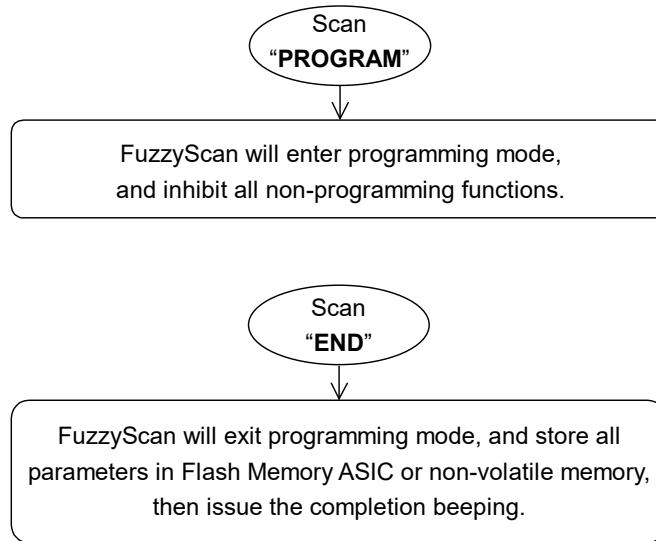 Scan
“PROGRAM”
FuzzyScan will enter programming mode,
and inhibit all non-programming functions.
Scan
“END”
FuzzyScan will exit programming mode, and store all
parameters in Flash Memory ASIC or non-volatile memory,
then issue the completion beeping.